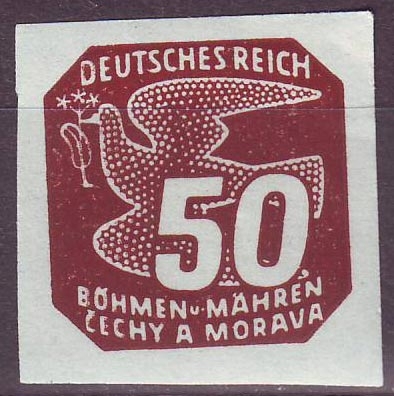 DEUTSCHES REICH
50
BÖHMEN u. MÄHREN
ČECHY A MORAVA